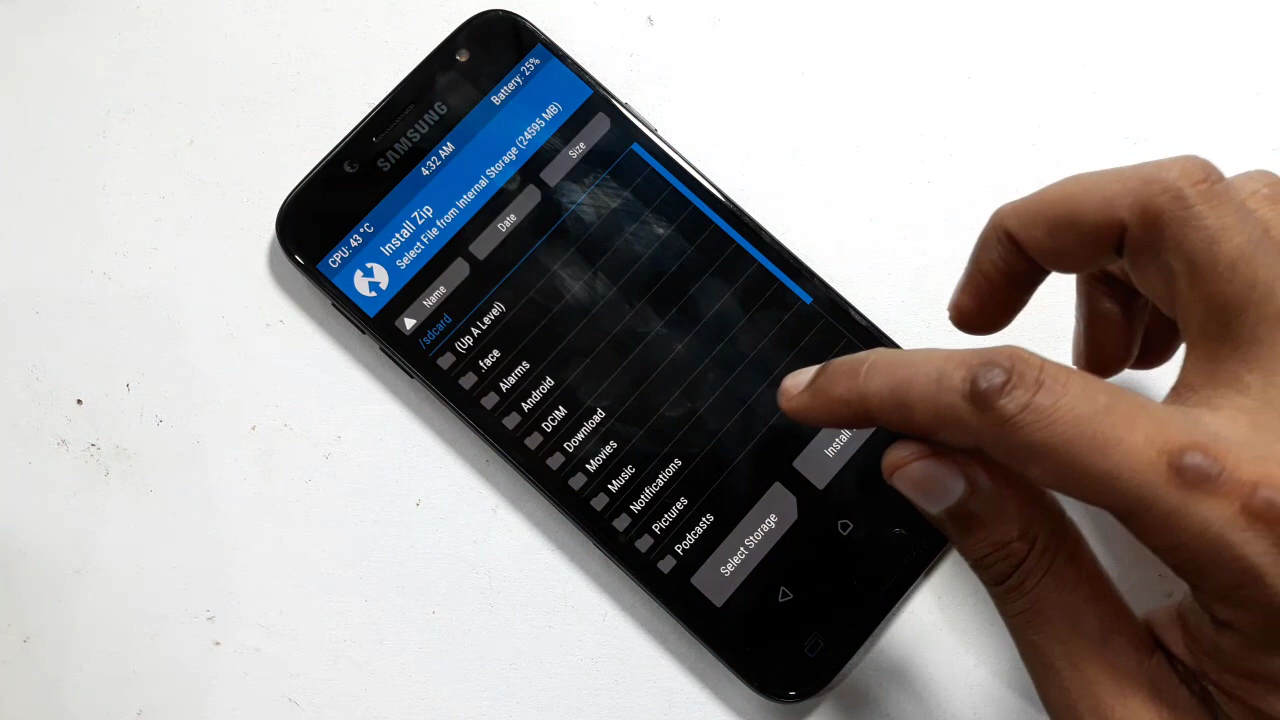 SAMSUNG
CPU: 43 °C 4:32 AM Battery: 25%
Install Zip
Select File from Internal Storage (24595 MB)
Name Date Size
/sdcard
(Up A Level)
.face
Alarms
Android
DCIM
Download
Movies
Music
Notifications
Pictures
Podcasts
Select Storage Install